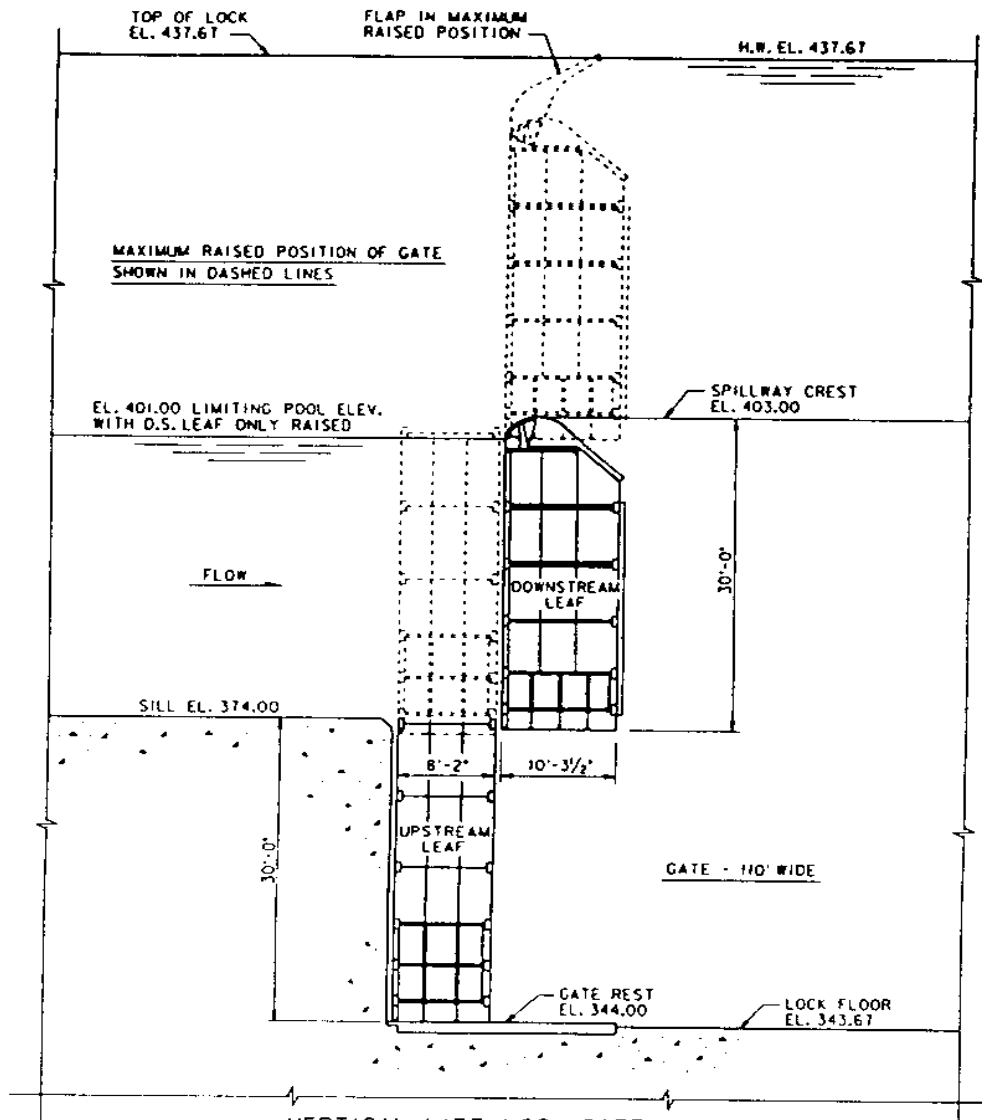 TOP OF LOCK
EL. 437.67
FLAP IN MAXIMUM
RAISED POSITION
H.W. EL. 437.67
MAXIMUM RAISED POSITION OF GATE
SHOWN IN DASHED LINES
EL. 401.00 LIMITING POOL ELEV.
WITH D.S. LEAF ONLY RAISED
SPILLWAY CREST
EL. 403.00
FLOW
DOWNSTREAM
LEAF
30'-0"
SILL EL. 374.00
8'-2"
10'-3½"
UPSTREAM
LEAF
30'-0"
GATE - 110' WIDE
GATE REST
EL. 344.00
LOCK FLOOR
EL. 343.67